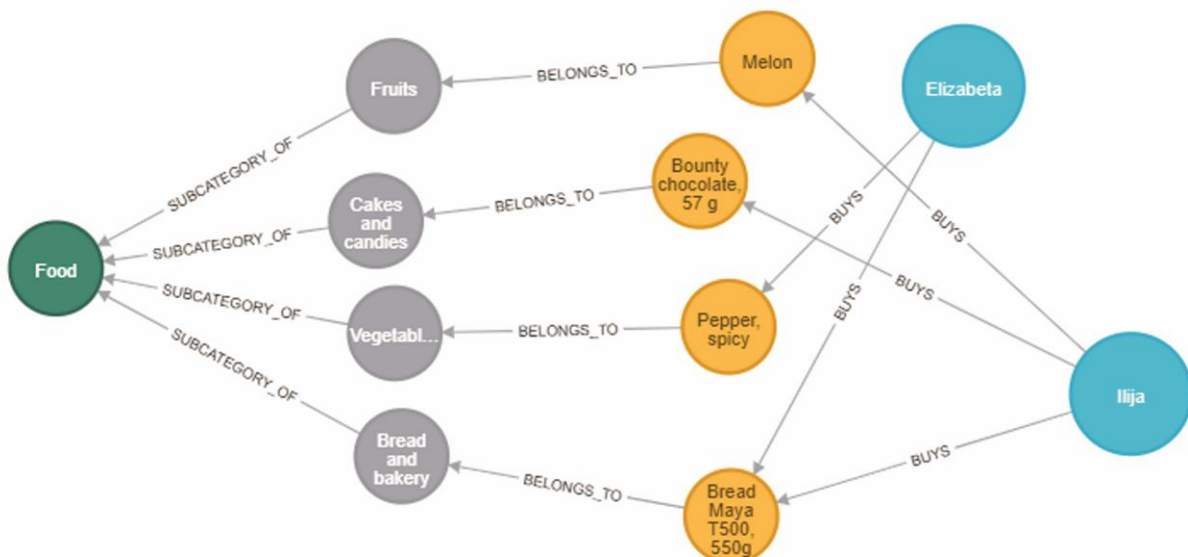 Fruits
BELONGS_TO
Melon
Elizabeta
SUBCATEGORY_OF
Cakes
and
candies
BELONGS_TO
Bounty
chocolate,
57 g
BUYS
BUYS
SUBCATEGORY_OF
Food
BUYS
BUYS
SUBCATEGORY_OF
Vegetabl...
BELONGS_TO
Pepper,
spicy
SUBCATEGORY_OF
Ilija
Bread
and
bakery
BELONGS_TO
BUYS
Bread
Maya
T500,
550g